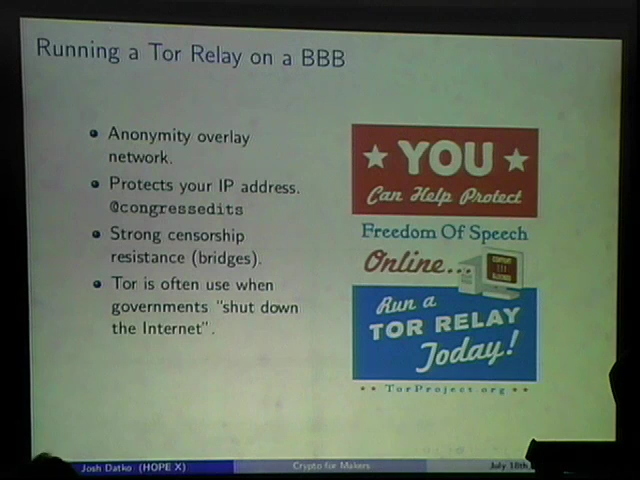 Running a Tor Relay on a BBB
Anonymity overlay
network.
Protects your IP address.
@congressedits
Strong censorship
resistance (bridges).
Tor is often use when
governments "shut down
the Internet".
★ YOU ★
Can Help Protect
Freedom Of Speech
Online...
CONTENT
!!!
BLOCKED
Run a
TOR RELAY
Today!
TorProject.org
Josh Datko (HOPE X) Crypto for Makers July 18th